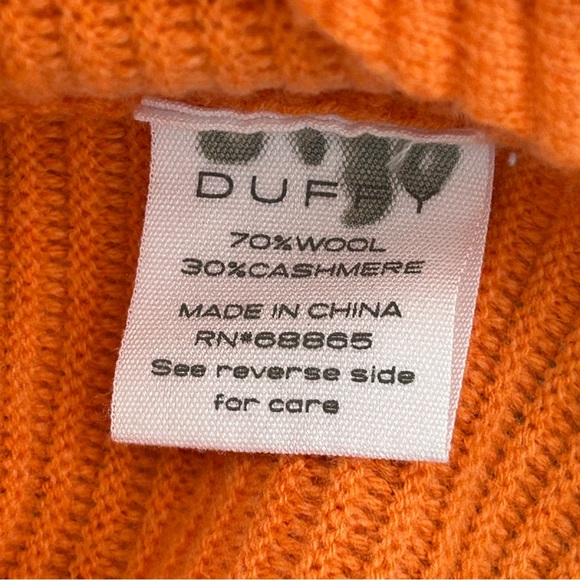 DUFFY
70%WOOL
30%CASHMERE
MADE IN CHINA
RN#68865
See reverse side
for care